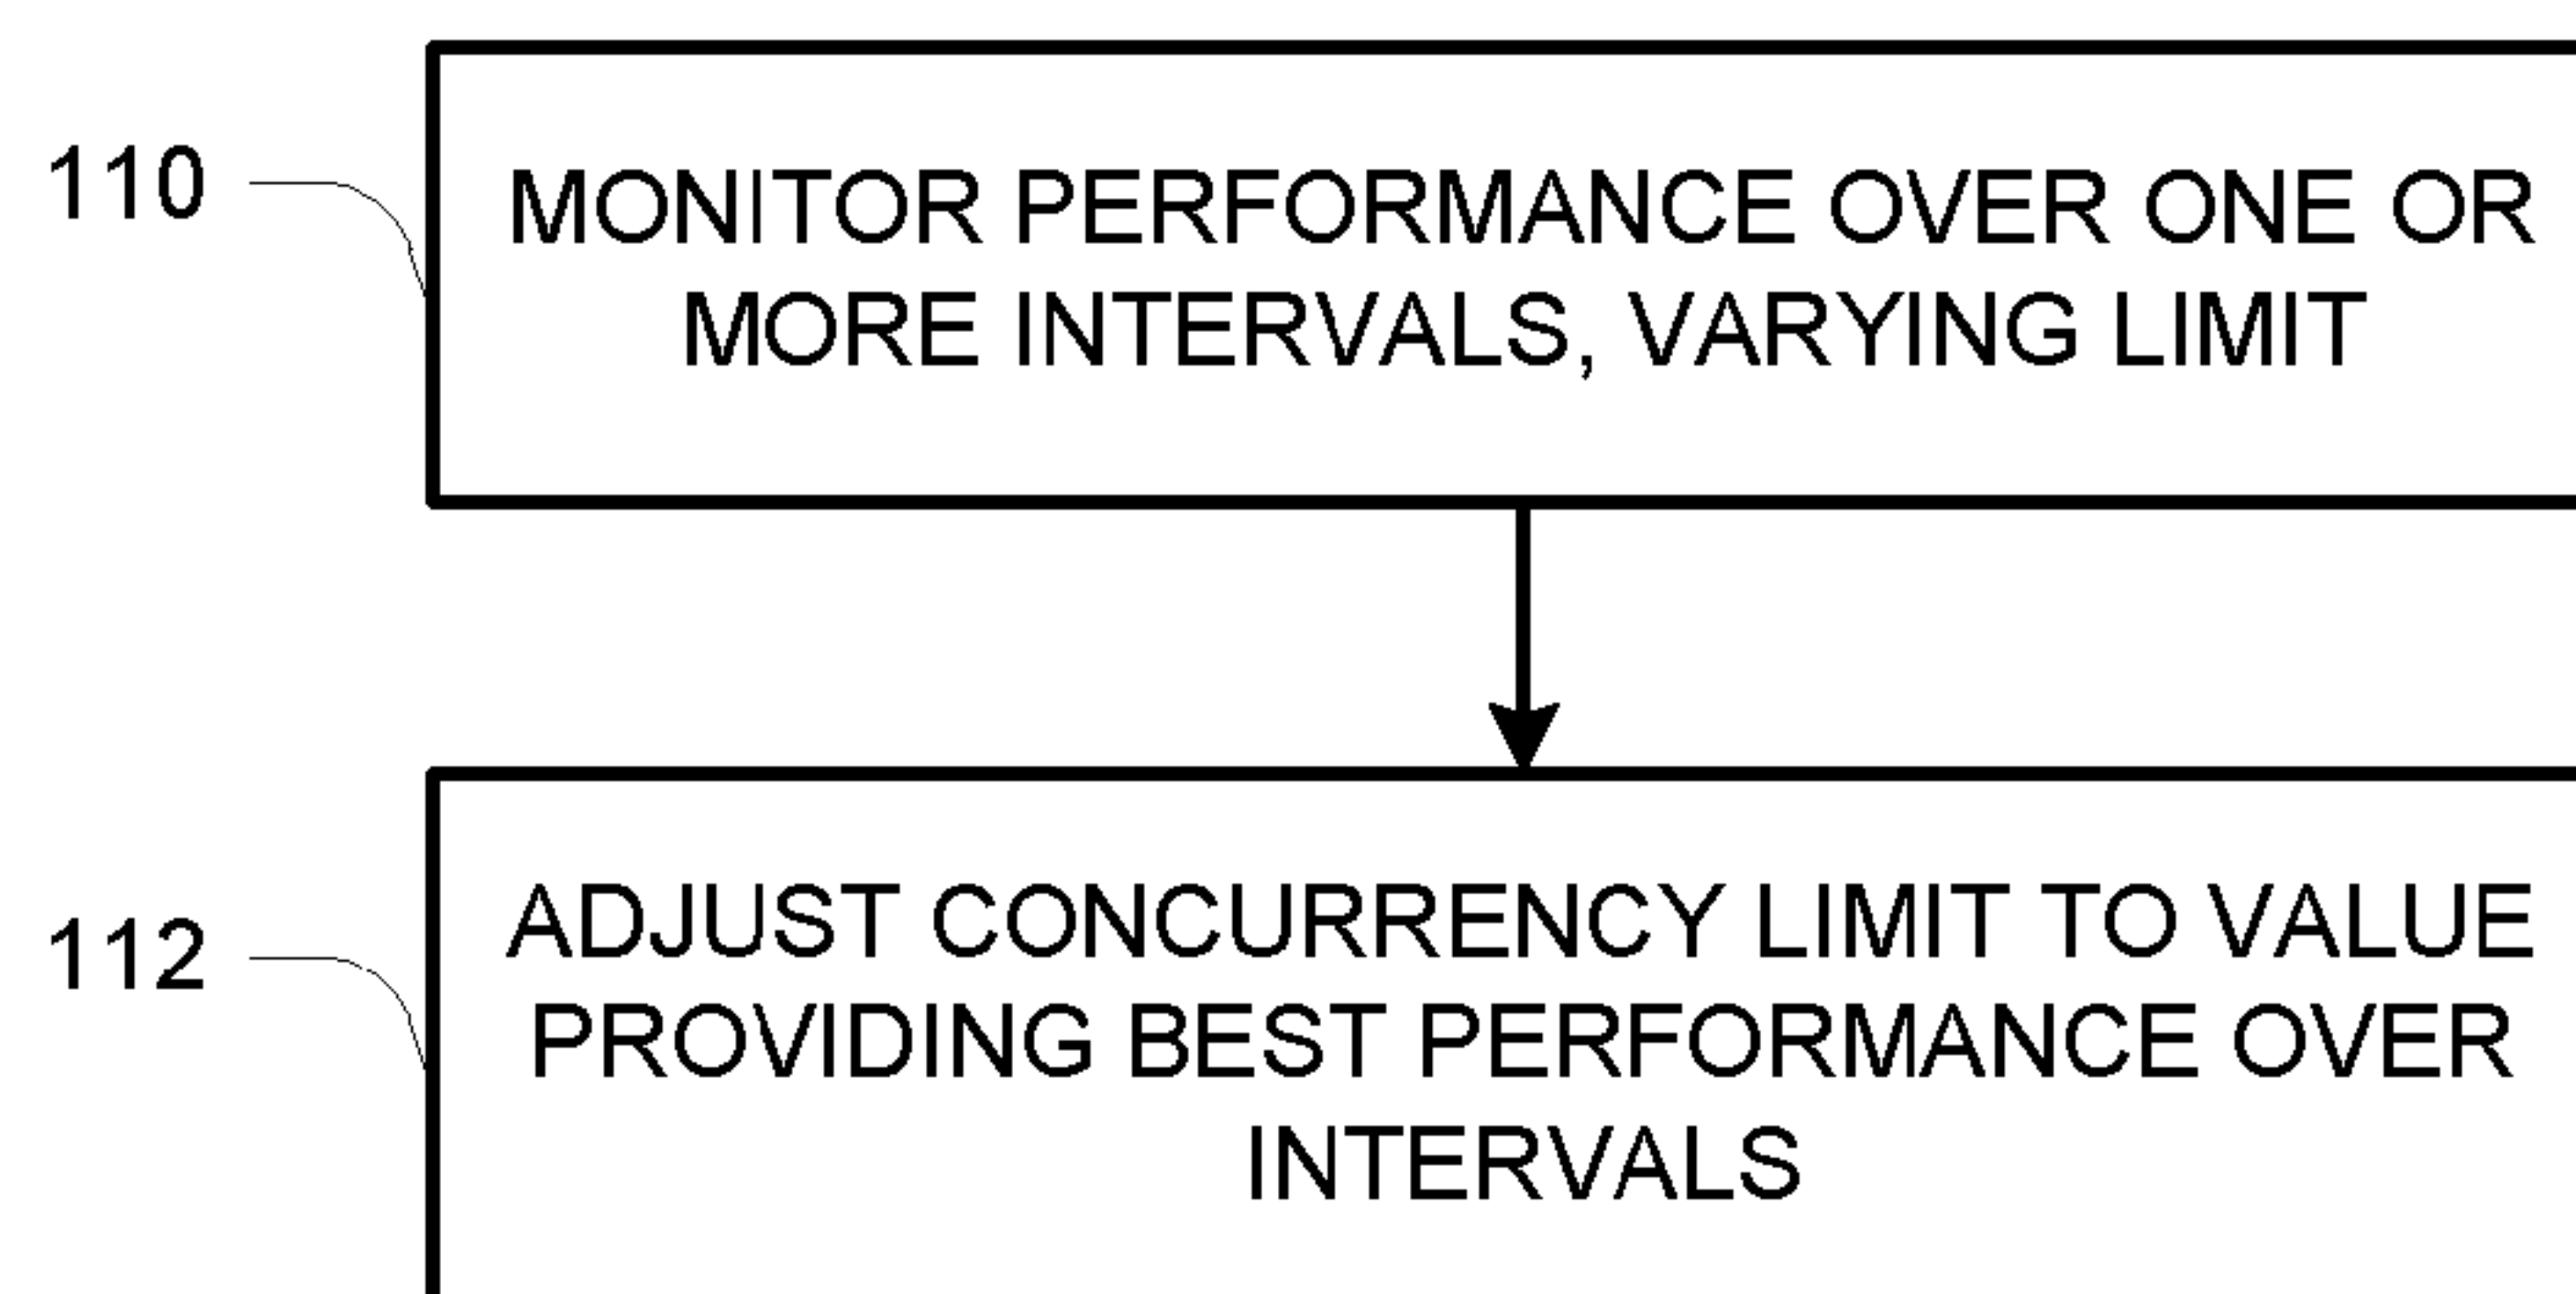 110
MONITOR PERFORMANCE OVER ONE OR
MORE INTERVALS, VARYING LIMIT
112
ADJUST CONCURRENCY LIMIT TO VALUE
PROVIDING BEST PERFORMANCE OVER
INTERVALS